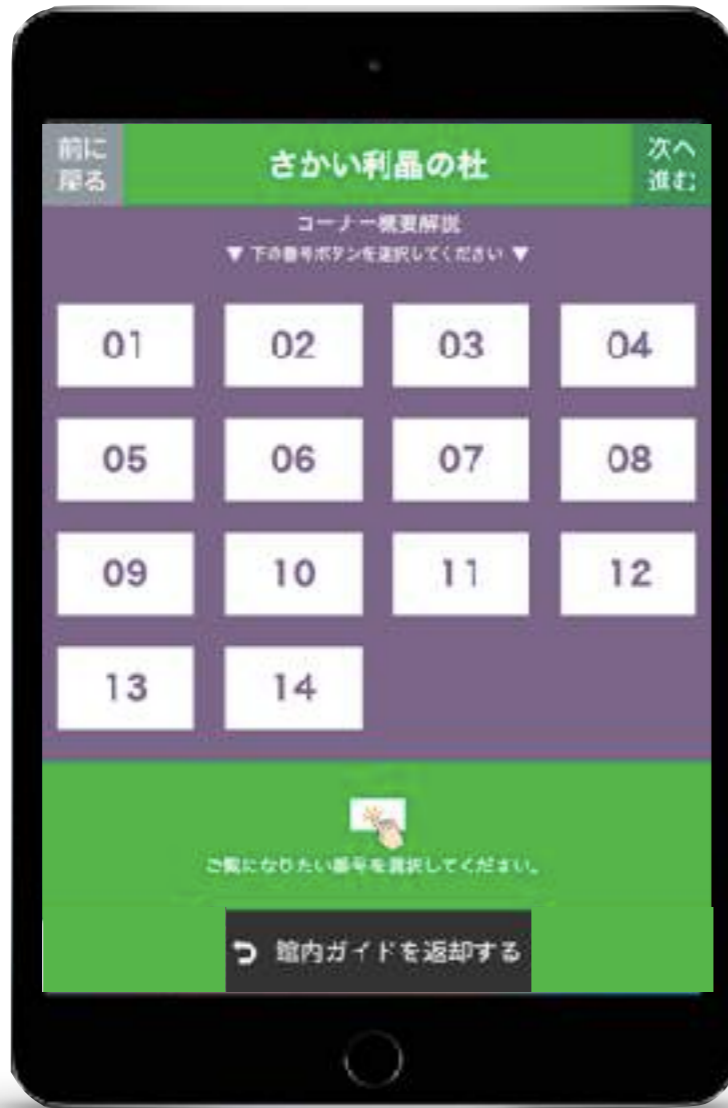 前に
戻る
さかい利晶の杜
次へ
進む
コーナー概要解説
▼ 下の番号ボタンを選択してください ▼
01 02 03 04
05 06 07 08
09 10 11 12
13 14
ご覧になりたい番号を選択してください。
館内ガイドを返却する